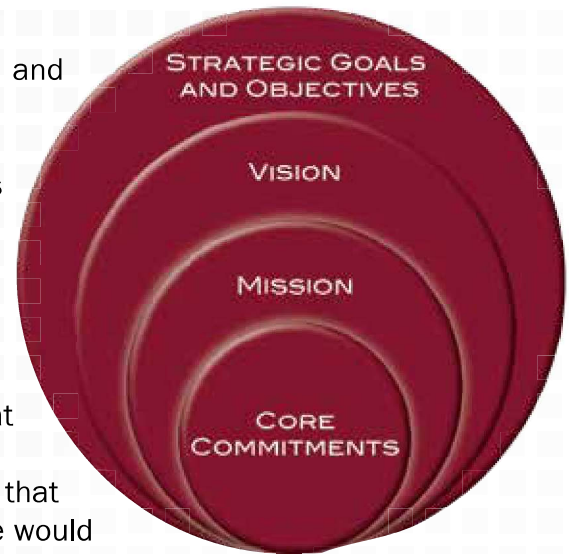 and
STRATEGIC GOALS
AND OBJECTIVES
VISION
MISSION
CORE
COMMITMENTS
that
would